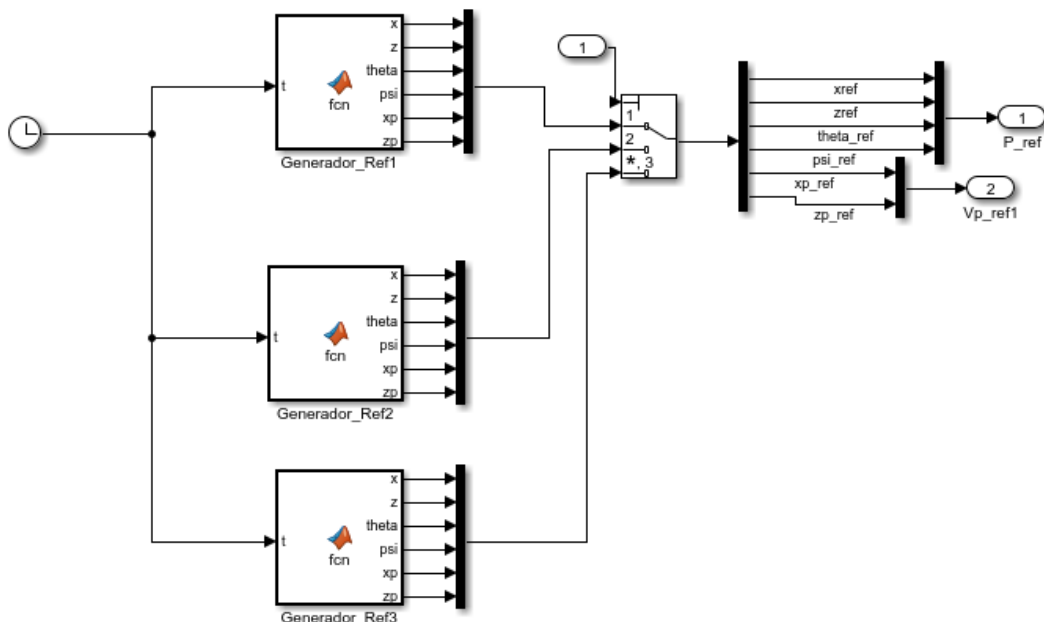 x
z
theta
psi
xp
zp
t
fcn
Generador_Ref1
1
1
2
*, 3
xref
zref
theta_ref
psi_ref
xp_ref
zp_ref
1
P_ref
2
Vp_ref1
x
z
theta
psi
xp
zp
t
fcn
Generador_Ref2
x
z
theta
psi
xp
zp
t
fcn
Generador_Ref3